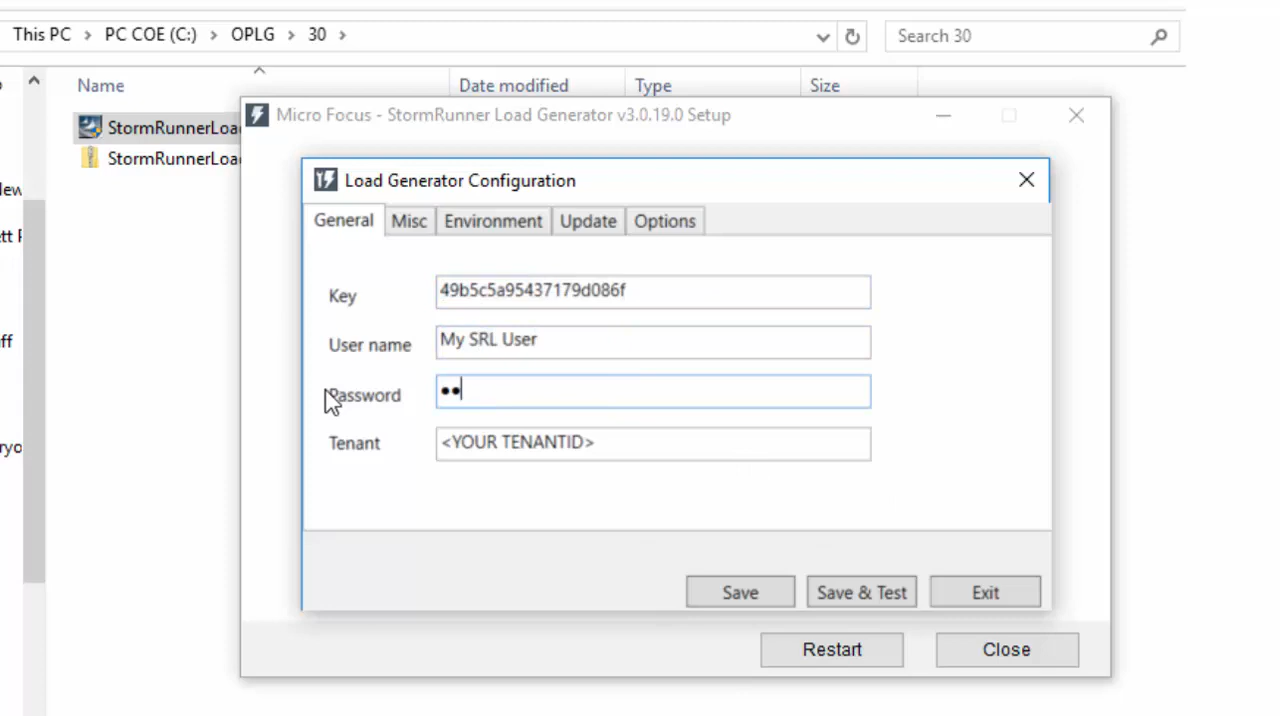 This PC > PC COE (C:) > OPLG > 30 >
Search 30
Name Date modified Type Size
StormRunnerLoa
StormRunnerLoa
Micro Focus - StormRunner Load Generator v3.0.19.0 Setup
Load Generator Configuration
General Misc Environment Update Options
Key 49b5c5a95437179d086f
User name My SRL User
Password ●●
Tenant <YOUR TENANTID>
Save Save & Test Exit
Restart Close